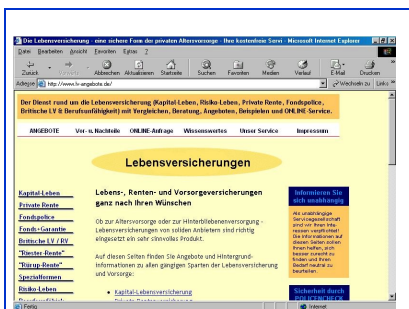 Die Lebensversicherung - eine sichere Form der privaten Altersvorsorge - Ihre kostenfreie Servi - Microsoft Internet Explorer
Datei Bearbeiten Ansicht Favoriten Extras ?
Zurück Abbrechen Aktualisieren Startseite Suchen Favoriten Medien Verlauf E-Mail Drucken
Adresse http://www.lv-angebote.de/ Wechseln zu Links
Der Dienst rund um die Lebensversicherung (Kapital-Leben, Risiko-Leben, Private Rente, Fondspolice,
Britische LV & Berufsunfähigkeit) mit Vergleichen, Beratung, Angeboten, Beispielen und ONLINE-Service.
ANGEBOTE Vor- u. Nachteile ONLINE-Anfrage Wissenswertes Unser Service Impressum
Lebensversicherungen
Kapital-Leben
Private Rente
Fondspolice
Fonds+Garantie
Britische LV / RV
"Riester-Rente"
"Rürup-Rente"
Spezialformen
Risiko-Leben
Lebens-, Renten- und Vorsorgeversicherungen
ganz nach Ihren Wünschen
Ob zur Altersvorsorge oder zur Hinterbliebenenversorgung -
Lebensversicherungen von soliden Anbietern sind richtig
eingesetzt ein sehr sinnvolles Produkt.
Auf diesen Seiten finden Sie Angebote und Hintergrund-
informationen zu allen gängigen Sparten der Lebensversicherung
und Vorsorge:
• Kapital-Lebensversicherung
Informieren Sie
sich unabhängig
Als unabhängige
Servicegesellschaft
sind wir Ihren Inte-
ressen verpflichtet!
Die Informationen auf
diesen Seiten sollen
Ihnen helfen, sich
besser zurecht zu
finden und Ihren
Bedarf neutral zu
beurteilen.
Sicherheit durch
POLICENCHECK
Fertig Internet